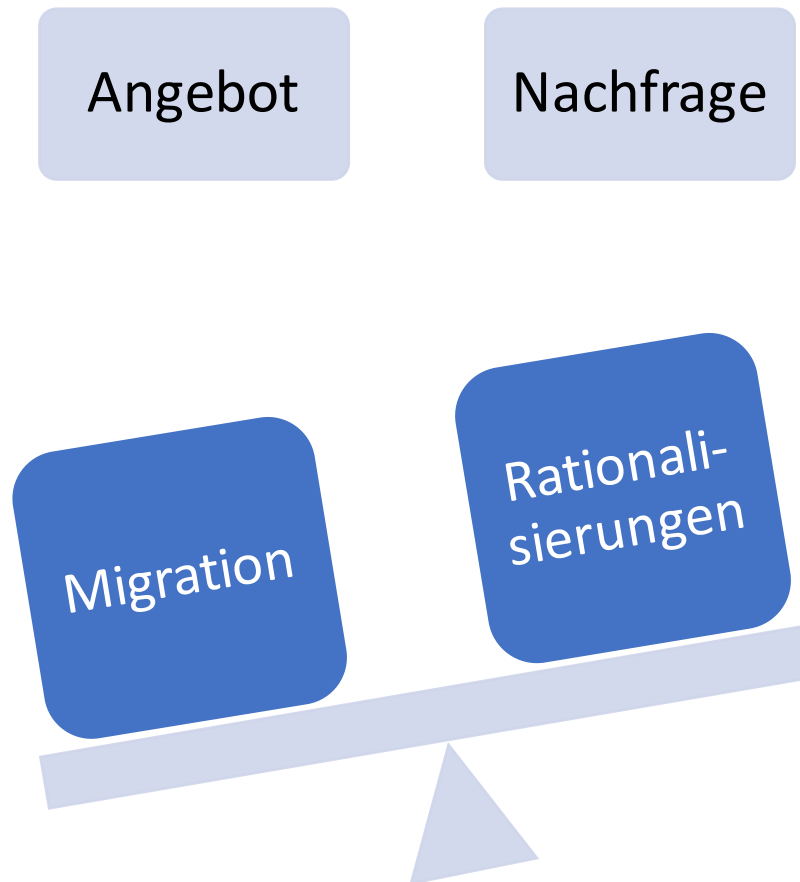 Angebot
Nachfrage
Migration
Rationali-
sierungen